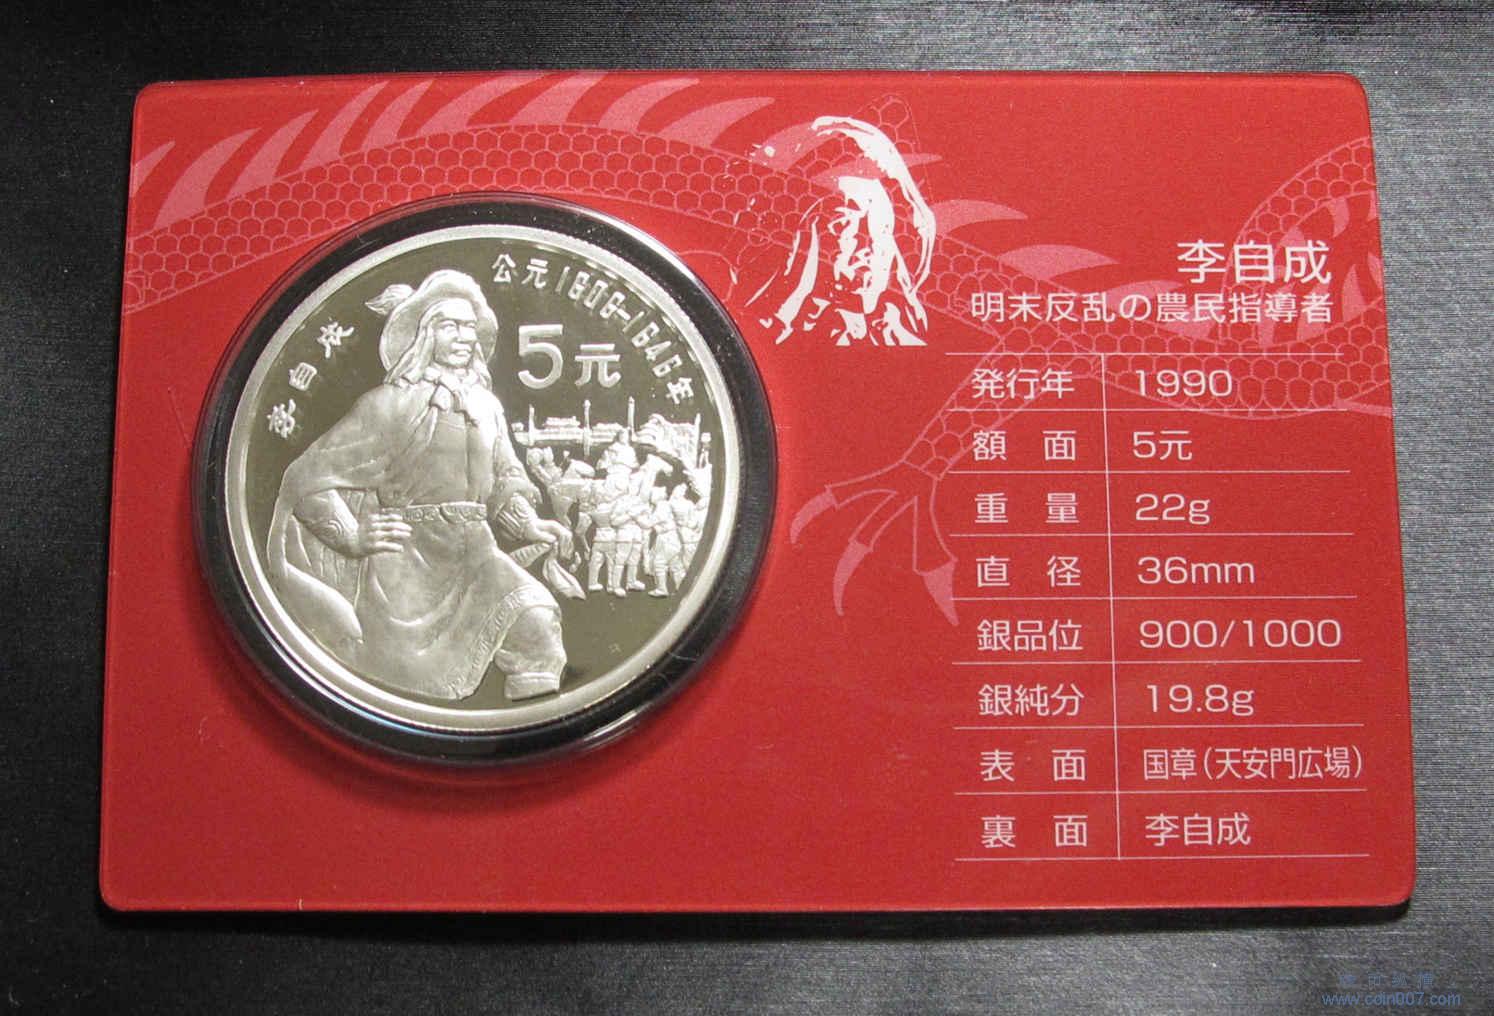 公元1606-1645年
李自成
5元
李自成
明末反乱の農民指導者
発行年 1990
額 面 5元
重 量 22g
直 径 36mm
銀品位 900/1000
銀純分 19.8g
表 面 国章(天安門広場)
裏 面 李自成
www.coin007.com